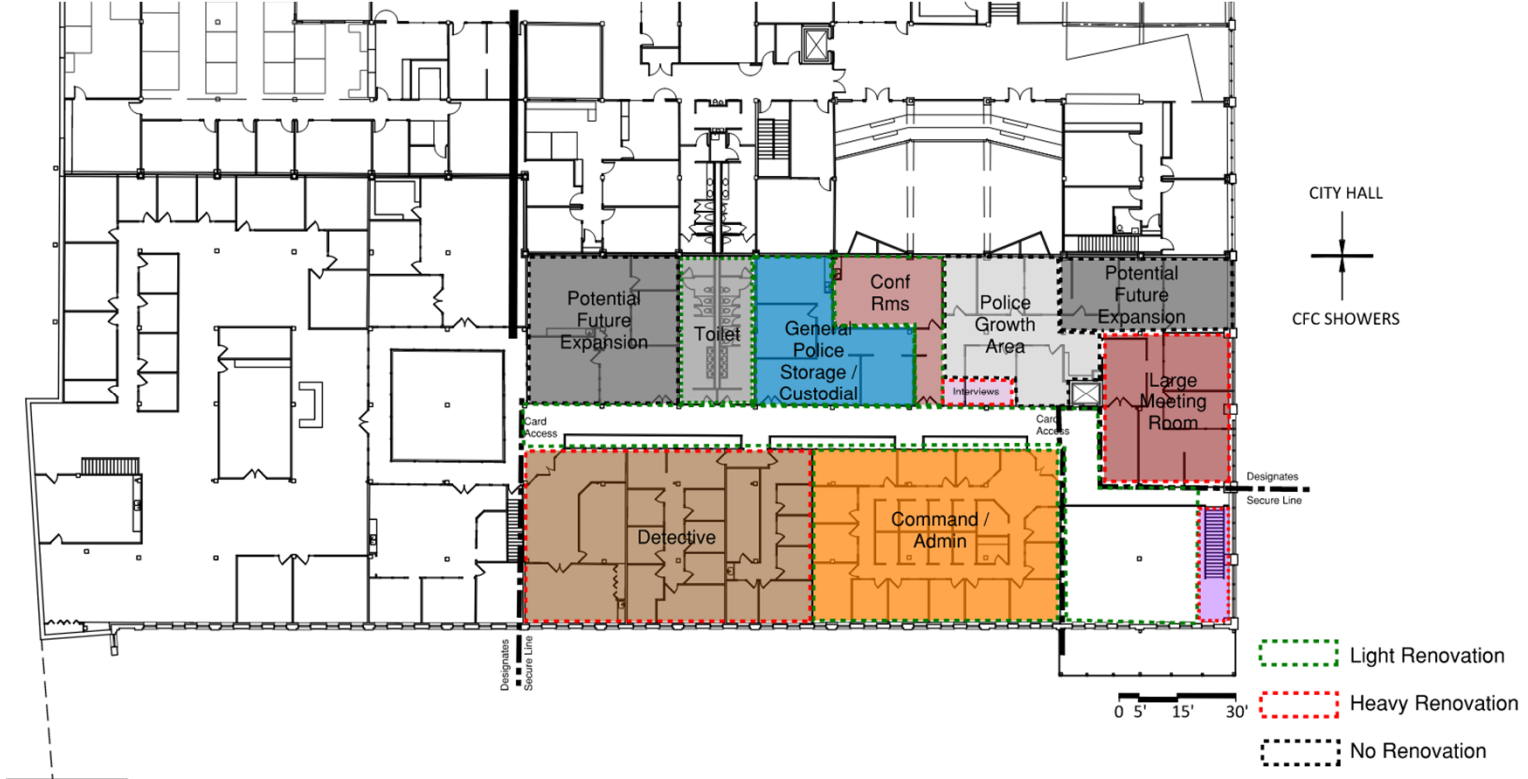 CITY HALL
CFC SHOWERS
Potential
Future
Expansion
Toilet
General
Police
Storage /
Custodial
Conf
Rms
Police
Growth
Area
Interviews
Potential
Future
Expansion
Large
Meeting
Room
Card
Access
Card
Access
Designates
Secure Line
Detective
Command /
Admin
Designates
Secure Line
0 5' 15' 30'
Light Renovation
Heavy Renovation
No Renovation